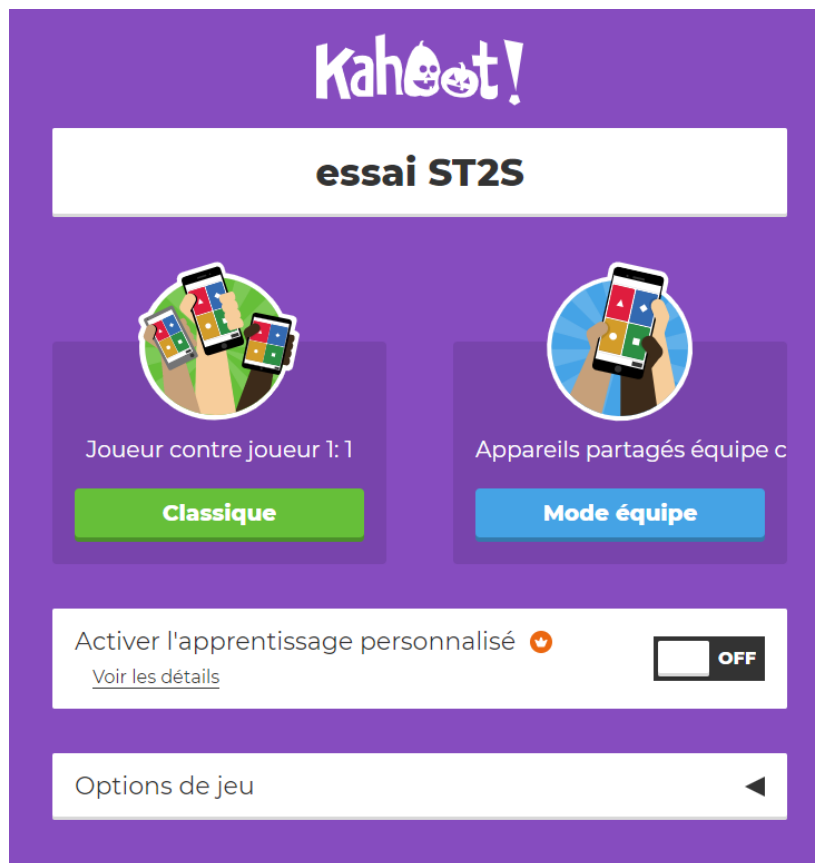 Kahoot!
essai ST2S
Joueur contre joueur 1: 1
Appareils partagés équipe c
Classique
Mode équipe
Activer l'apprentissage personnalisé
OFF
Voir les détails
Options de jeu